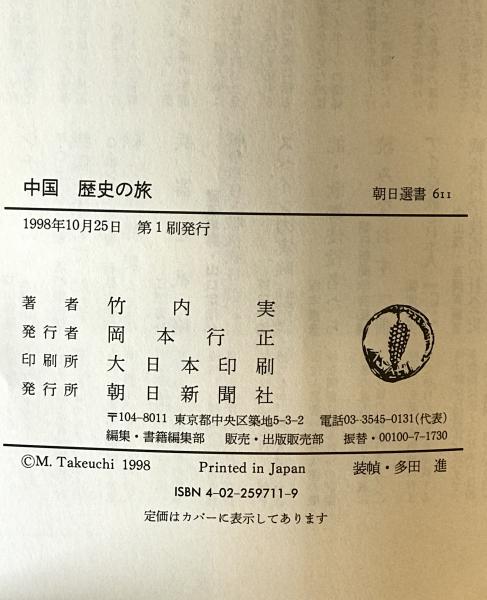 中国 歴史の旅 朝日選書 611
1998年10月25日 第1刷発行
著者 竹内実
発行者 岡本行正
印刷所 大日本印刷
発行所 朝日新聞社
〒104-8011 東京都中央区築地5-3-2 電話03-3545-0131(代表)
編集・書籍編集部 販売・出版販売部 振替・00100-7-1730
©M. Takeuchi 1998 Printed in Japan 装幀・多田 進
ISBN 4-02-259711-9
定価はカバーに表示してあります